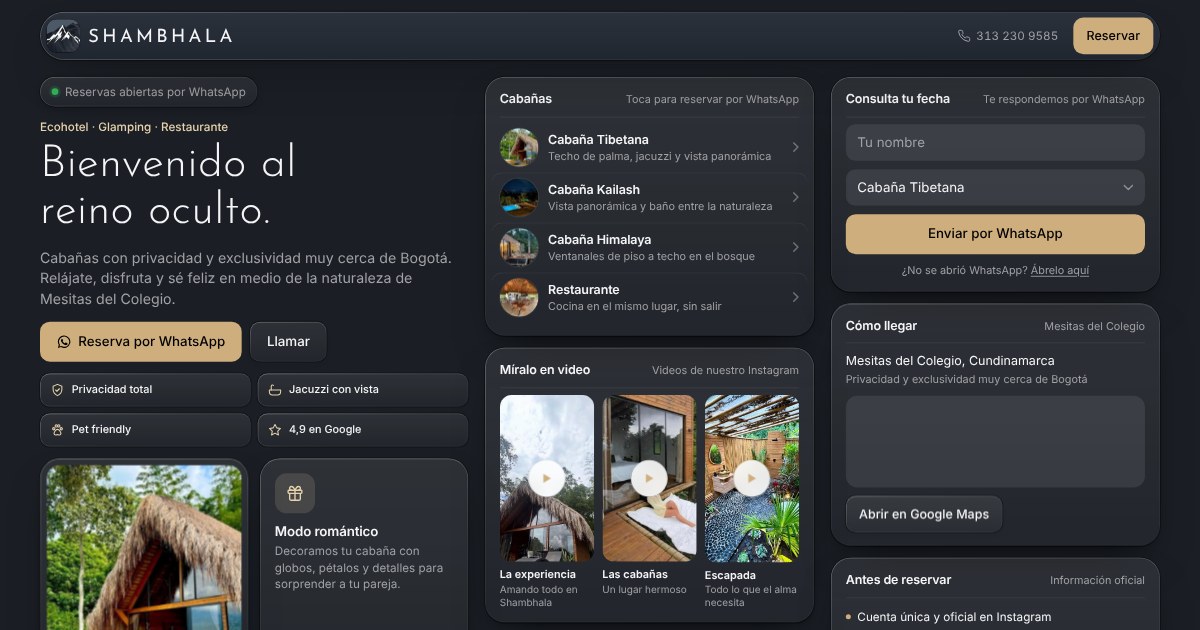 SHAMBHALA
313 230 9585
Reservar
Reservas abiertas por WhatsApp
Ecohotel · Glamping · Restaurante
Bienvenido al
reino oculto.
Cabañas con privacidad y exclusividad muy cerca de Bogotá.
Relájate, disfruta y sé feliz en medio de la naturaleza de
Mesitas del Colegio.
Reserva por WhatsApp
Llamar
Privacidad total
Jacuzzi con vista
Pet friendly
4,9 en Google
Modo romántico
Decoramos tu cabaña con
globos, pétalos y detalles para
sorprender a tu pareja.
Cabañas
Toca para reservar por WhatsApp
Cabaña Tibetana
Techo de palma, jacuzzi y vista panorámica
Cabaña Kailash
Vista panorámica y baño entre la naturaleza
Cabaña Himalaya
Ventanales de piso a techo en el bosque
Restaurante
Cocina en el mismo lugar, sin salir
Míralo en video
Videos de nuestro Instagram
La experiencia
Amando todo en
Shambhala
Las cabañas
Un lugar hermoso
Escapada
Todo lo que el alma
necesita
Consulta tu fecha
Te respondemos por WhatsApp
Tu nombre
Cabaña Tibetana
Enviar por WhatsApp
¿No se abrió WhatsApp? Ábrelo aquí
Cómo llegar
Mesitas del Colegio
Mesitas del Colegio, Cundinamarca
Privacidad y exclusividad muy cerca de Bogotá
Abrir en Google Maps
Antes de reservar
Información oficial
Cuenta única y oficial en Instagram